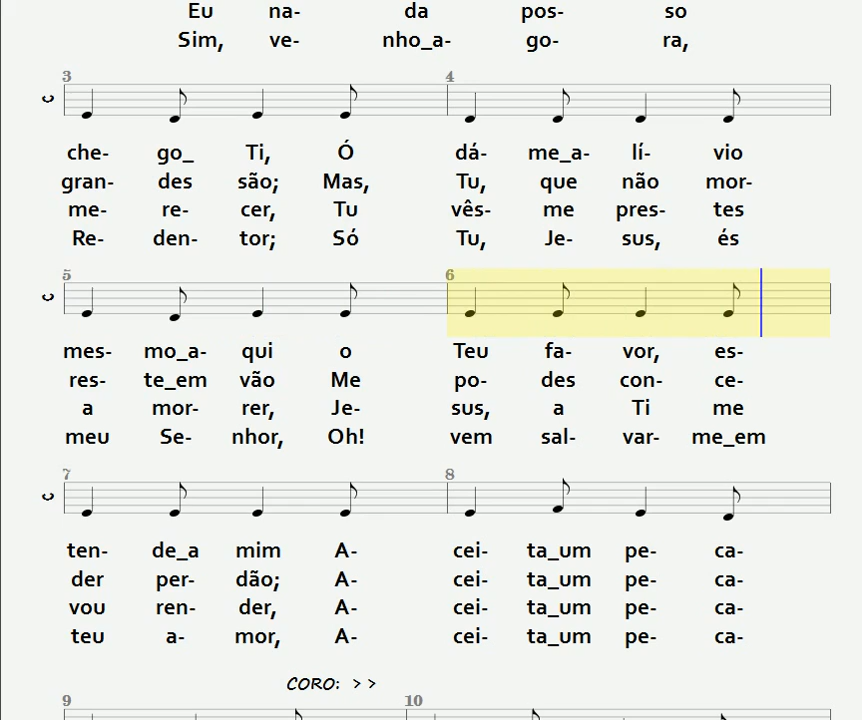 Eu na- da pos- so
Sim, ve- nho_a- go- ra,
3 4
che- go_ Ti, Ó dá- me_a- lí- vio
gran- des são; Mas, Tu, que não mor-
me- re- cer, Tu vês- me pres- tes
Re- den- tor; Só Tu, Je- sus, és
5 6
mes- mo_a- qui o Teu fa- vor, es-
res- te_em vão Me po- des con- ce-
a mor- rer, Je- sus, a Ti me
meu Se- nhor, Oh! vem sal- var- me_em
7 8
ten- de_a mim A- cei- ta_um pe- ca-
der per- dão; A- cei- ta_um pe- ca-
vou ren- der, A- cei- ta_um pe- ca-
teu a- mor, A- cei- ta_um pe- ca-
CORO: > >
9 10